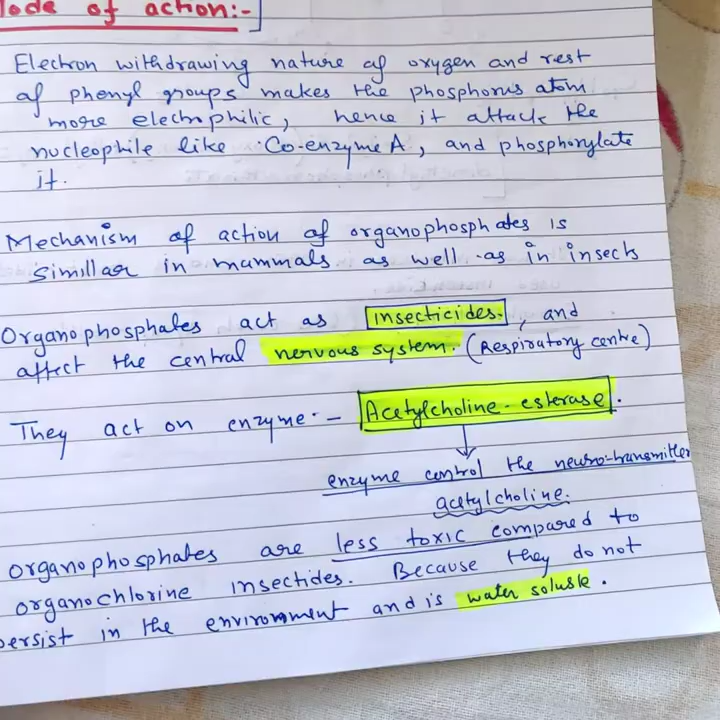 Mode of action:-
Electron withdrawing nature of oxygen and rest
of phenyl groups makes the phosphorus atom
more electrophilic, hence it attack the
nucleophile like Co-enzyme A, and phosphorylate
it.
Mechanism of action of organophosphates is
simillar in mammals as well as in insects
Organophosphates act as insecticides, and
affect the central nervous system. (Respiratory centre)
They act on enzyme - Acetylcholine-esterase.
enzyme control the neuro-transmitter
acetylcholine.
Organophosphates are less toxic compared to
organochlorine insectides. Because they do not
persist in the environment and is water soluble.